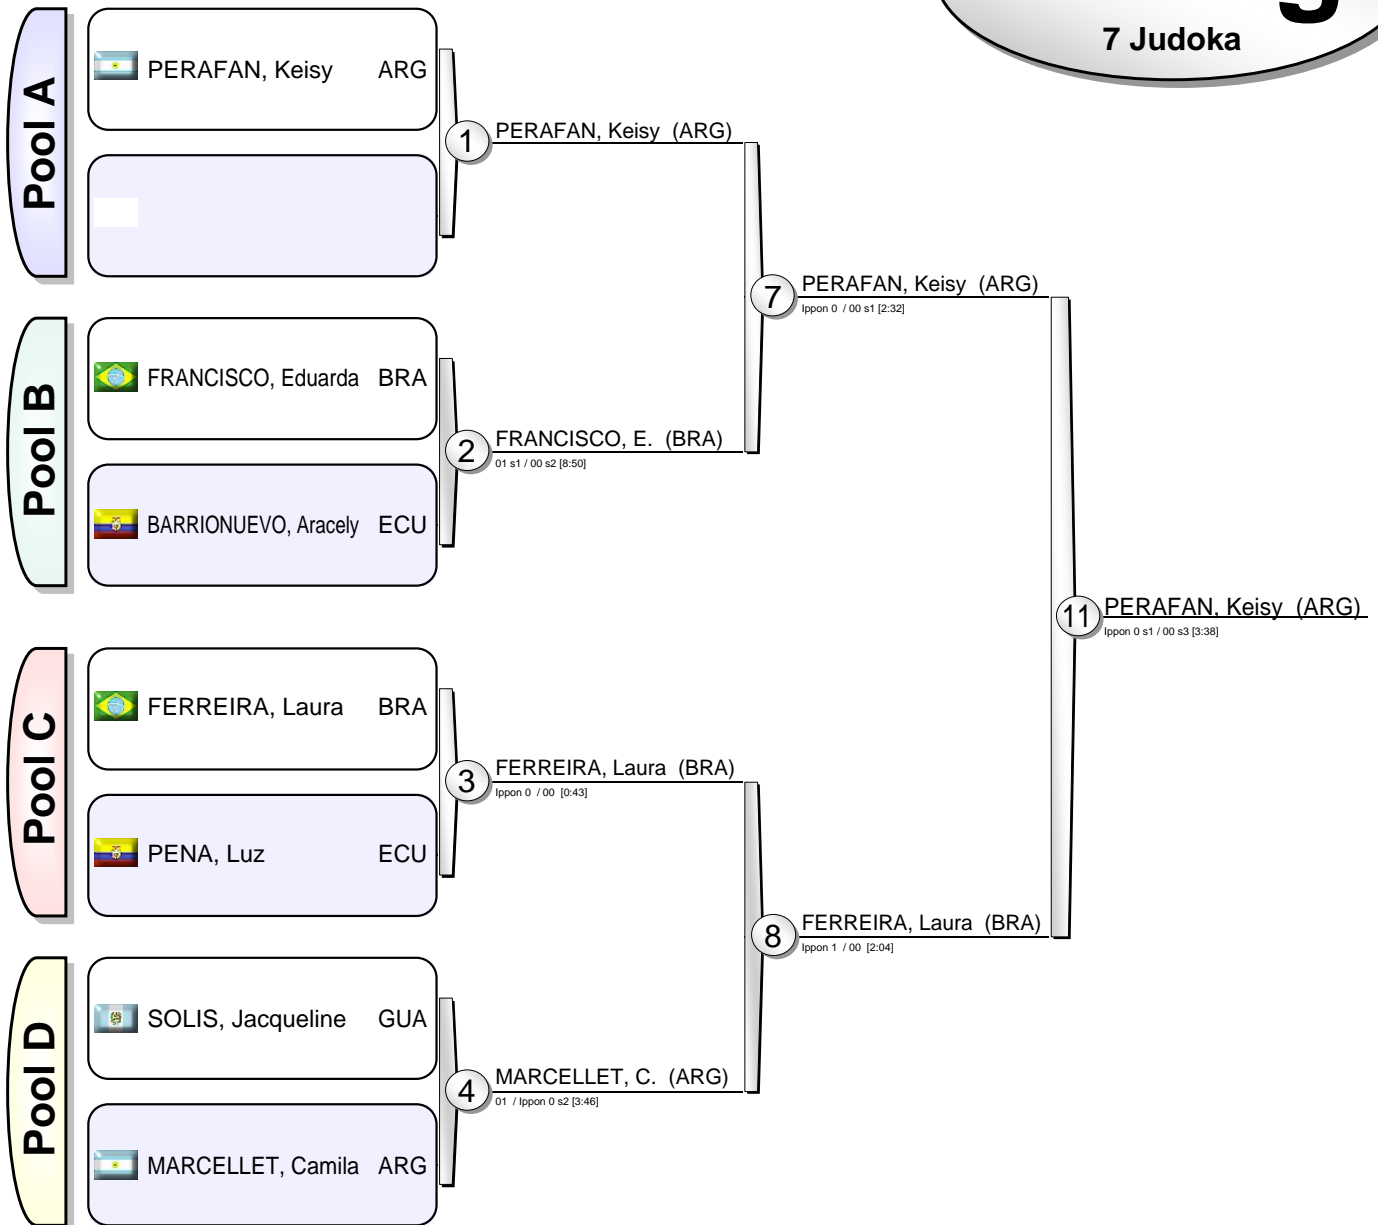 7 Judoka
Pool A
PERAFAN, Keisy ARG
1
PERAFAN, Keisy (ARG)
7
PERAFAN, Keisy (ARG)
Ippon 0 / 00 s1 [2:32]
Pool B
FRANCISCO, Eduarda BRA
2
FRANCISCO, E. (BRA)
01 s1 / 00 s2 [8:50]
BARRIONUEVO, Aracely ECU
11
PERAFAN, Keisy (ARG)
Ippon 0 s1 / 00 s3 [3:38]
Pool C
FERREIRA, Laura BRA
3
FERREIRA, Laura (BRA)
Ippon 0 / 00 [0:43]
PENA, Luz ECU
8
FERREIRA, Laura (BRA)
Ippon 1 / 00 [2:04]
Pool D
SOLIS, Jacqueline GUA
4
MARCELLET, C. (ARG)
01 / Ippon 0 s2 [3:46]
MARCELLET, Camila ARG